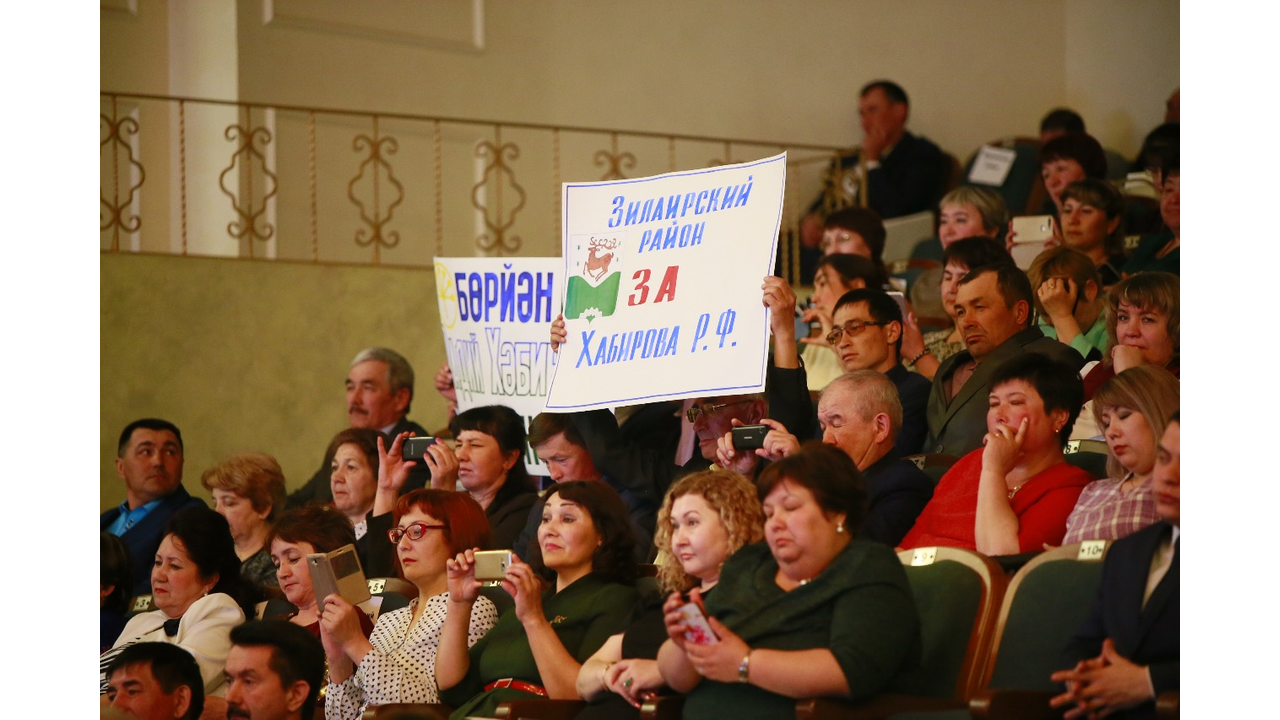 ЗИЛАИРСКИЙ
РАЙОН
ЗА
ХАБИРОВА Р.Ф.
БӨРЙӘН